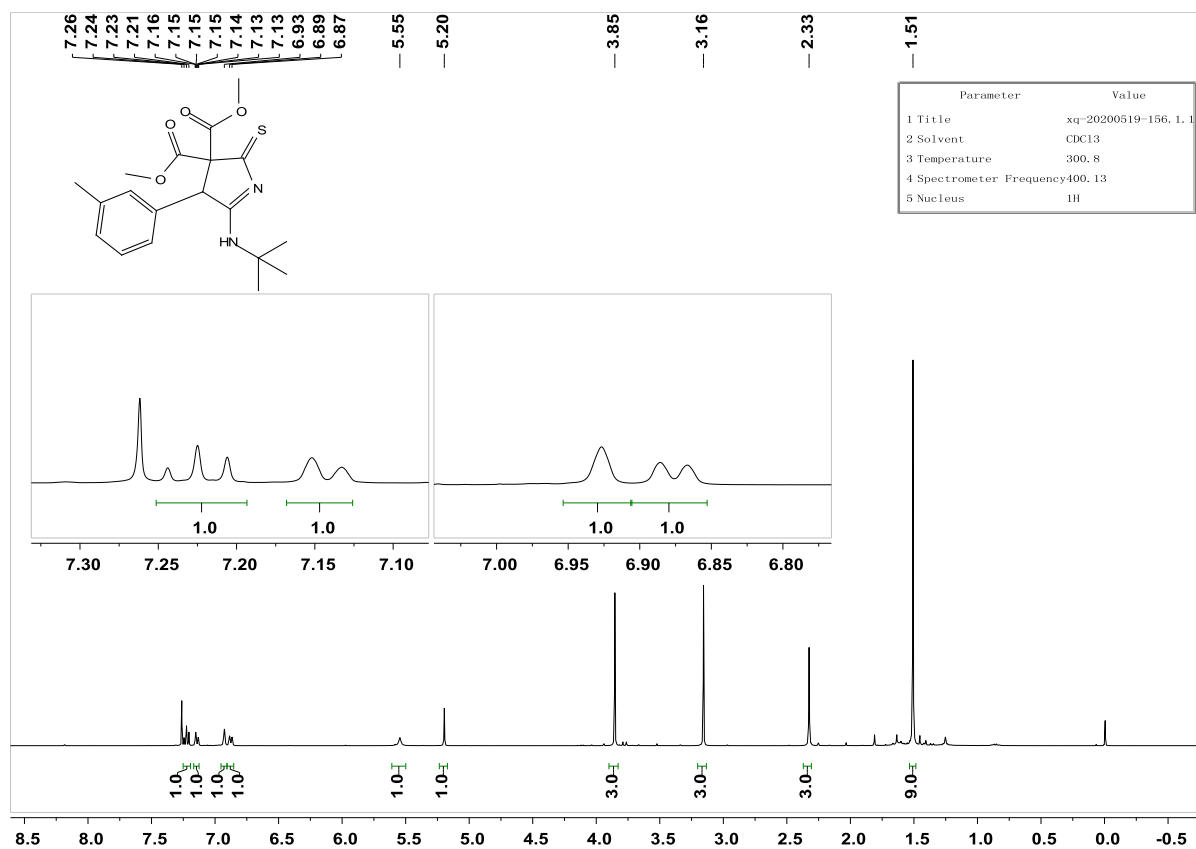 7.26 7.24 7.23 7.21 7.16 7.15 7.15 7.15 7.14 7.13 7.13 6.93 6.89 6.87 5.55 5.20 3.85 3.16 2.33 1.51
Parameter Value
1 Title xq-20200519-156.1.1
2 Solvent CDCl3
3 Temperature 300.8
4 Spectrometer Frequency 400.13
5 Nucleus 1H
O
O
O
S
O
N
HN
1.0 1.0 1.0 1.0
7.30 7.25 7.20 7.15 7.10 7.00 6.95 6.90 6.85 6.80
1.0 1.0 1.0 1.0 1.0 1.0 3.0 3.0 3.0 9.0
8.5 8.0 7.5 7.0 6.5 6.0 5.5 5.0 4.5 4.0 3.5 3.0 2.5 2.0 1.5 1.0 0.5 0.0 -0.5